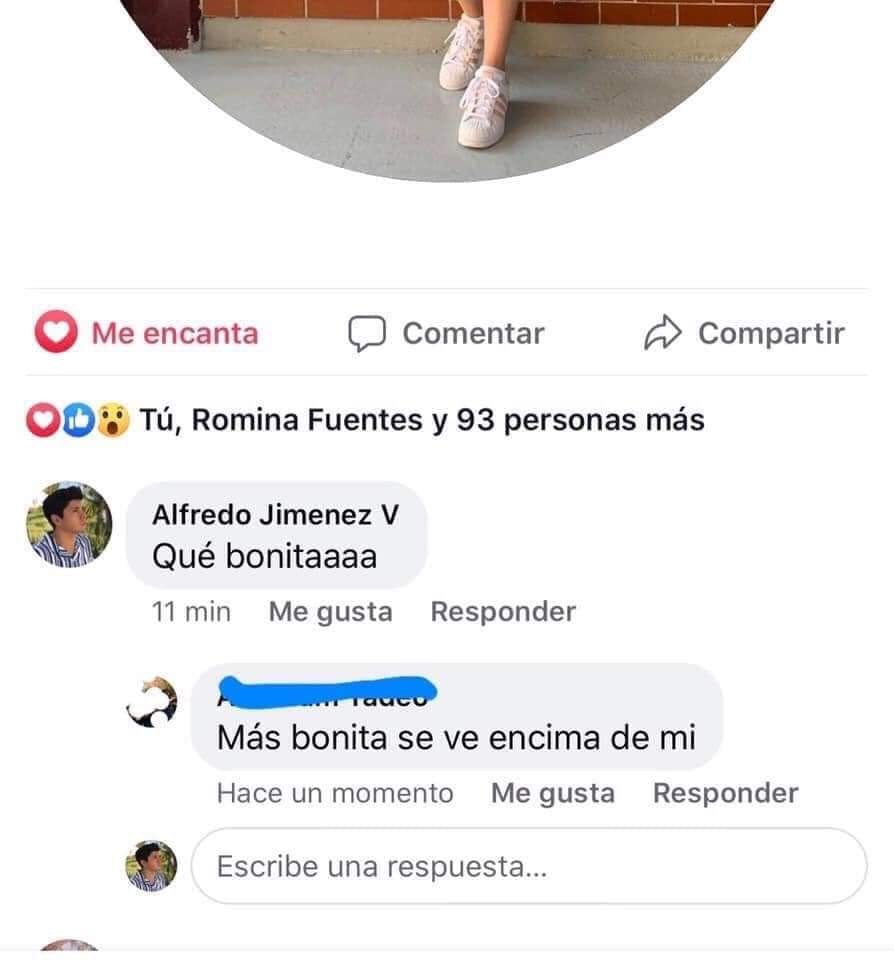 Me encanta Comentar Compartir
Tú, Romina Fuentes y 93 personas más
Alfredo Jimenez V
Qué bonitaaaa
11 min Me gusta Responder
Más bonita se ve encima de mi
Hace un momento Me gusta Responder
Escribe una respuesta...